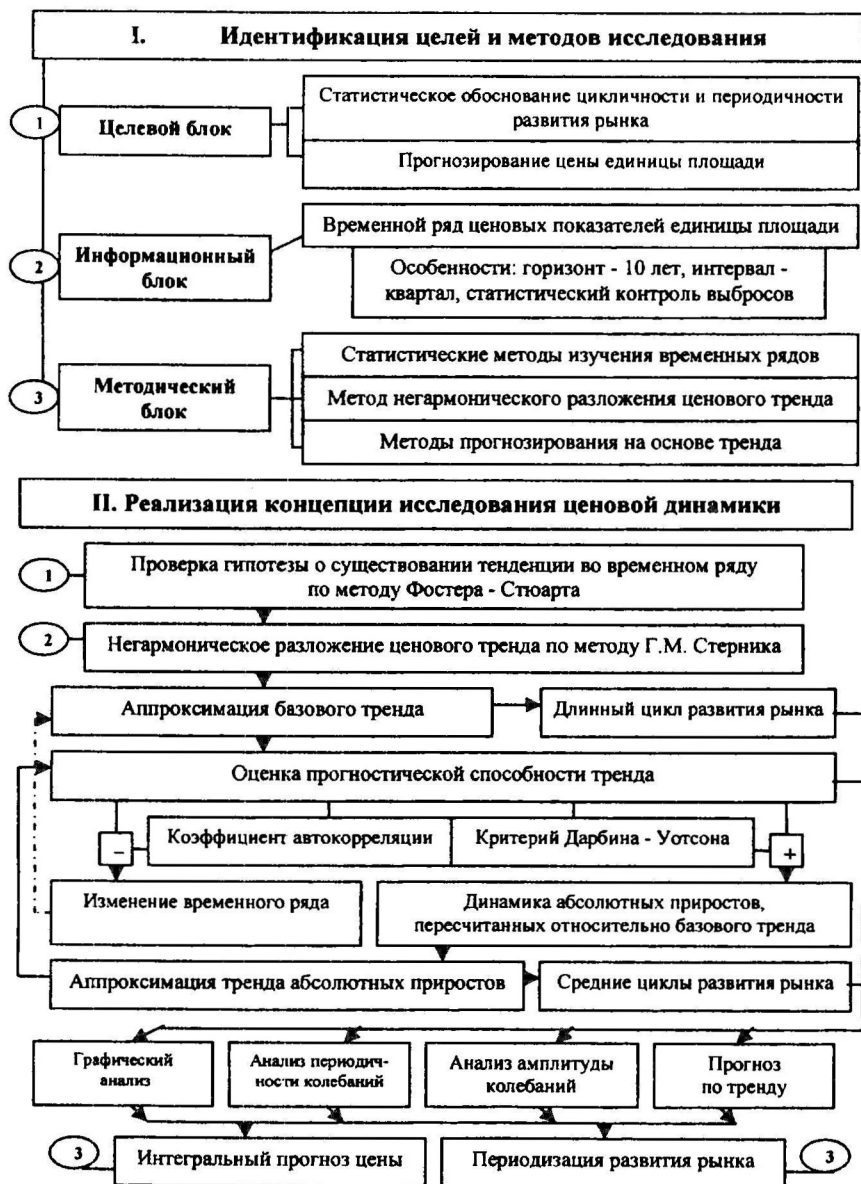 I. Идентификация целей и методов исследования
Статистическое обоснование цикличности и периодичности
развития рынка
1
Целевой блок
Прогнозирование цены единицы площади
Временной ряд ценовых показателей единицы площади
2
Информационный
блок
Особенности: горизонт - 10 лет, интервал -
квартал, статистический контроль выбросов
Статистические методы изучения временных рядов
3
Методический
блок
Метод негармонического разложения ценового тренда
Методы прогнозирования на основе тренда
II. Реализация концепции исследования ценовой динамики
1
Проверка гипотезы о существовании тенденции во временном ряду
по методу Фостера - Стюарта
2
Негармоническое разложение ценового тренда по методу Г.М. Стерника
Аппроксимация базового тренда
Длинный цикл развития рынка
Оценка прогностической способности тренда
–
Коэффициент автокорреляции
Критерий Дарбина - Уотсона
+
Изменение временного ряда
Динамика абсолютных приростов,
пересчитанных относительно базового тренда
Аппроксимация тренда абсолютных приростов
Средние циклы развития рынка
Графический
анализ
Анализ периодич-
ности колебаний
Анализ амплитуды
колебаний
Прогноз
по тренду
3
Интегральный прогноз цены
Периодизация развития рынка
3